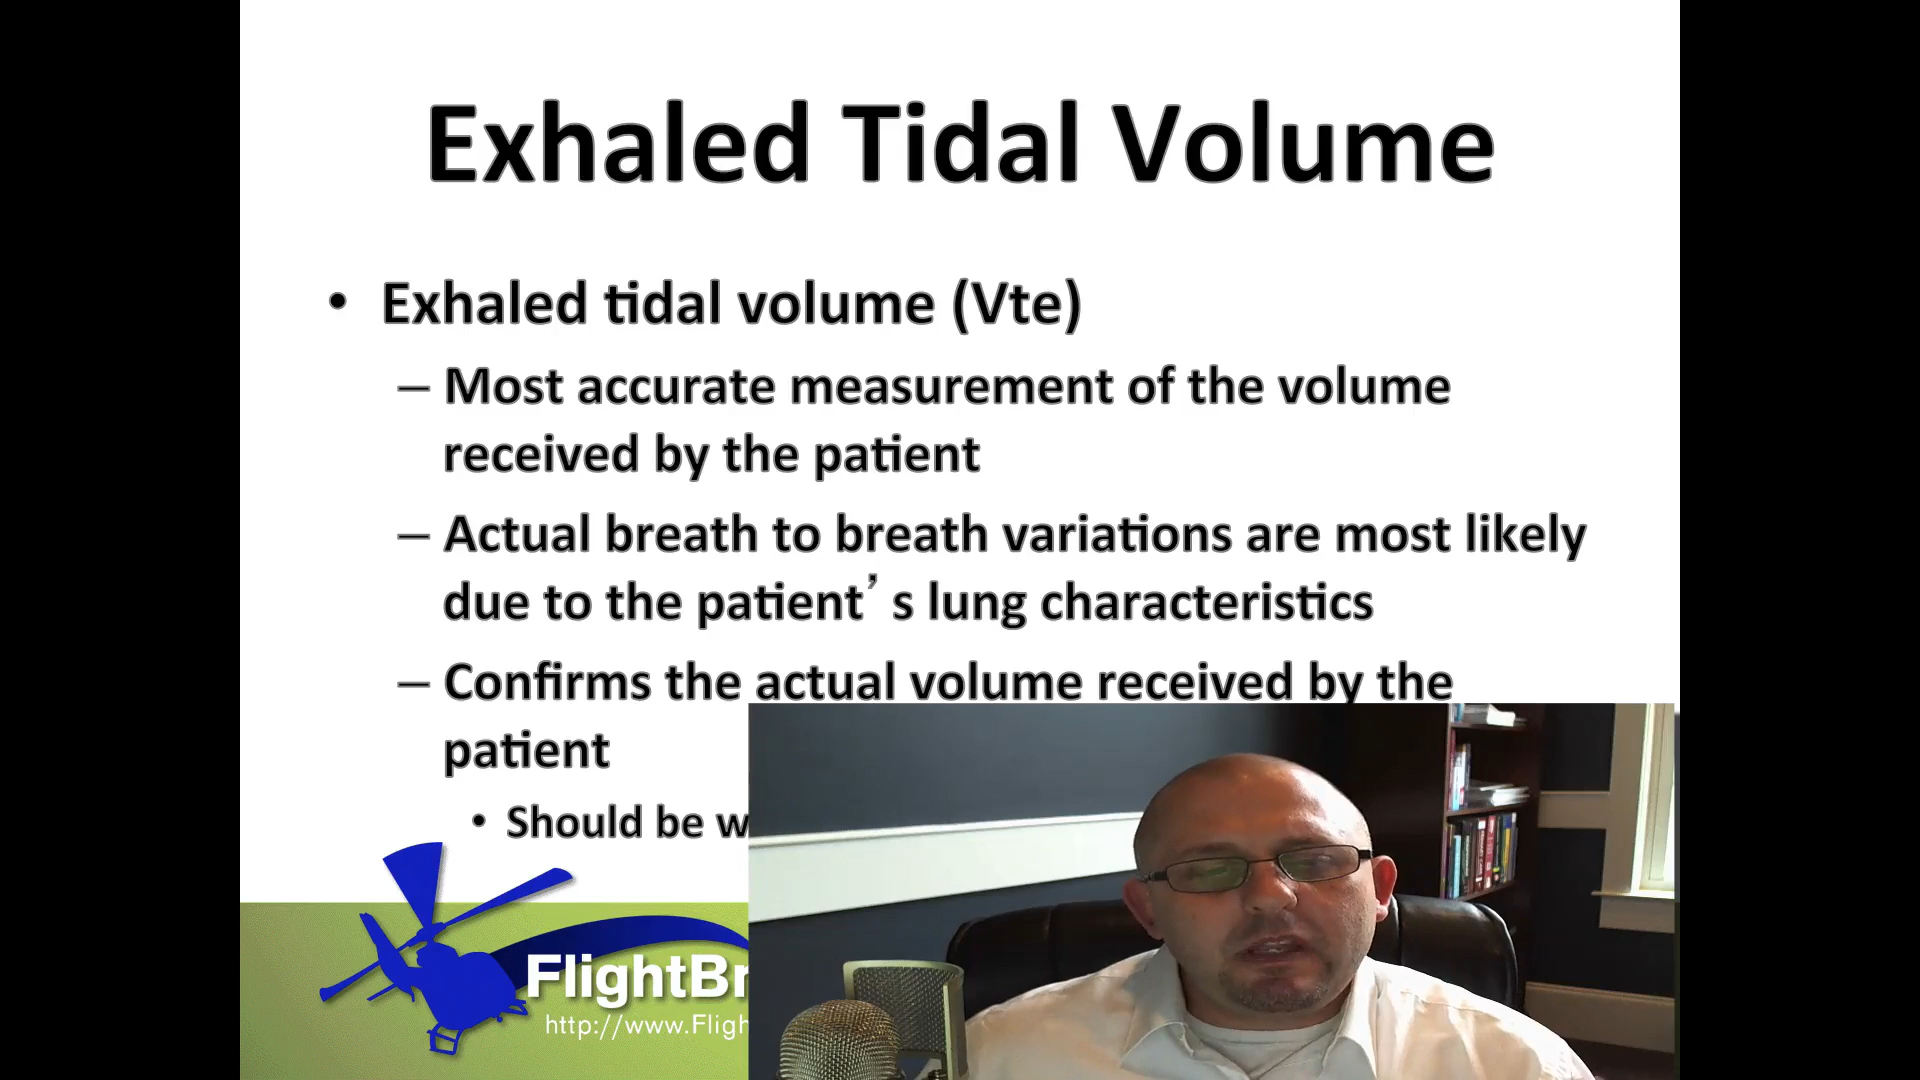 Exhaled Tidal Volume
• Exhaled tidal volume (Vte)
– Most accurate measurement of the volume
received by the patient
– Actual breath to breath variations are most likely
due to the patient’s lung characteristics
– Confirms the actual volume received by the
patient
• Should be
FlightBr
http://www.Fligh